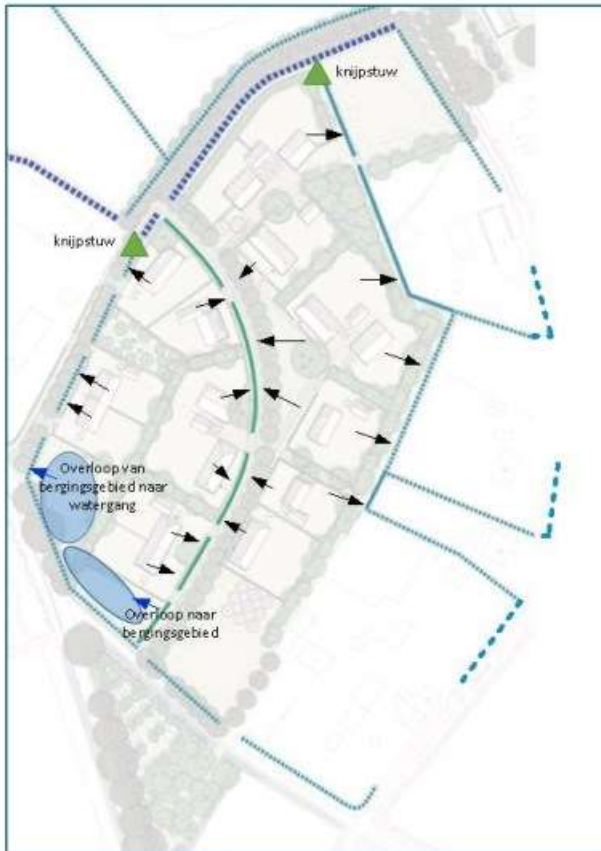 knijpstuw
knijpstuw
Overloop van
bergingsgebied naar
watergang
Overloop naar
bergingsgebied